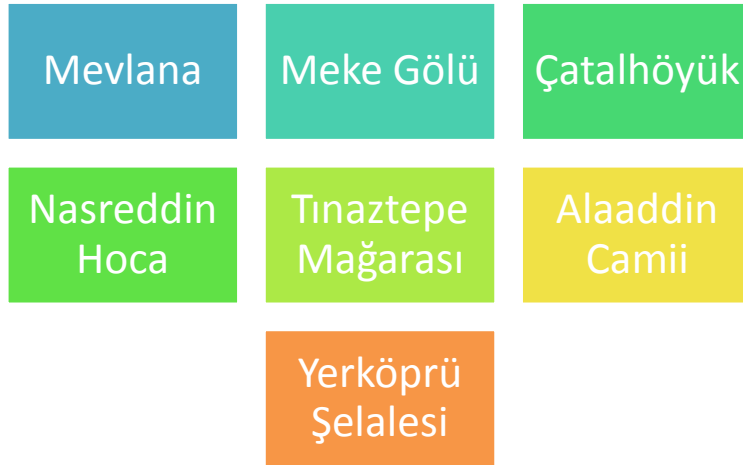 Mevlana
Meke Gölü
Çatalhöyük
Nasreddin
Hoca
Tınaztepe
Mağarası
Alaaddin
Camii
Yerköprü
Şelalesi